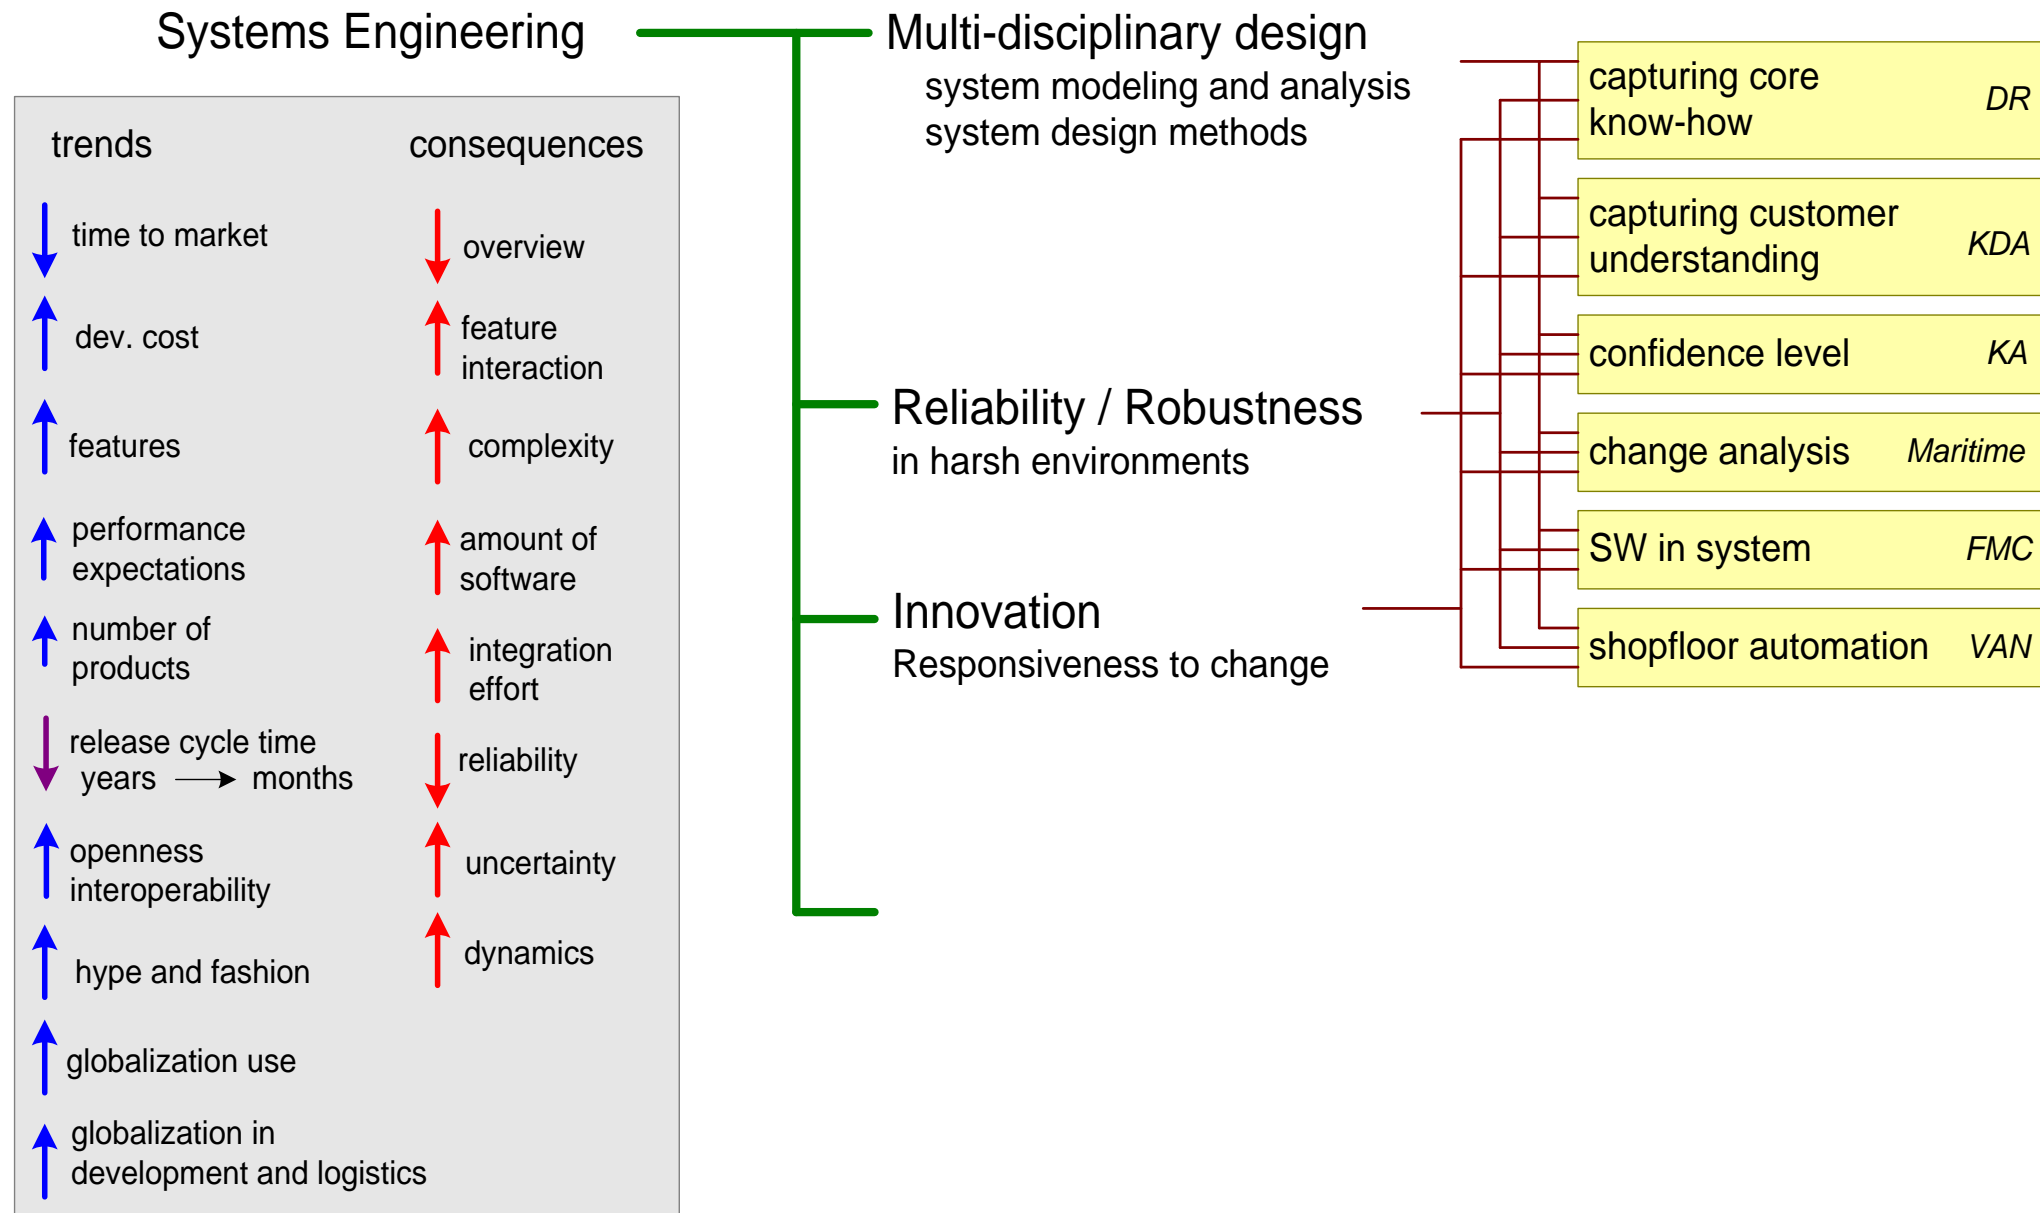 Systems Engineering
trends
time to market
dev. cost
features
performance
expectations
number of
products
release cycle time
years months
openness
interoperability
hype and fashion
globalization use
globalization in
development and logistics
consequences
overview
feature
interaction
complexity
amount of
software
integration
effort
reliability
uncertainty
dynamics
Multi-disciplinary design
system modeling and analysis
system design methods
Reliability / Robustness
in harsh environments
Innovation
Responsiveness to change
capturing core
know-how
DR
capturing customer
understanding
KDA
confidence level KA
change analysis Maritime
SW in system FMC
shopfloor automation VAN